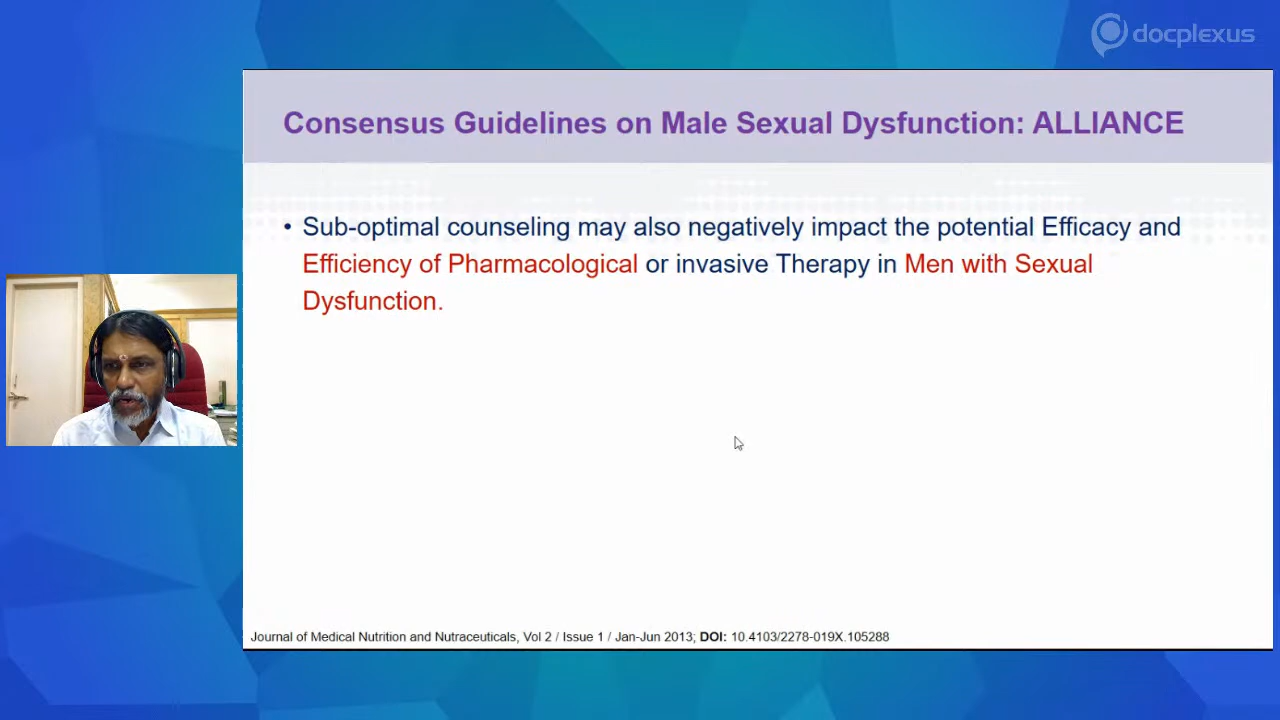 docplexus
Consensus Guidelines on Male Sexual Dysfunction: ALLIANCE
• Sub-optimal counseling may also negatively impact the potential Efficacy and
Efficiency of Pharmacological or invasive Therapy in Men with Sexual
Dysfunction.
Journal of Medical Nutrition and Nutraceuticals, Vol 2 / Issue 1 / Jan-Jun 2013; DOI: 10.4103/2278-019X.105288